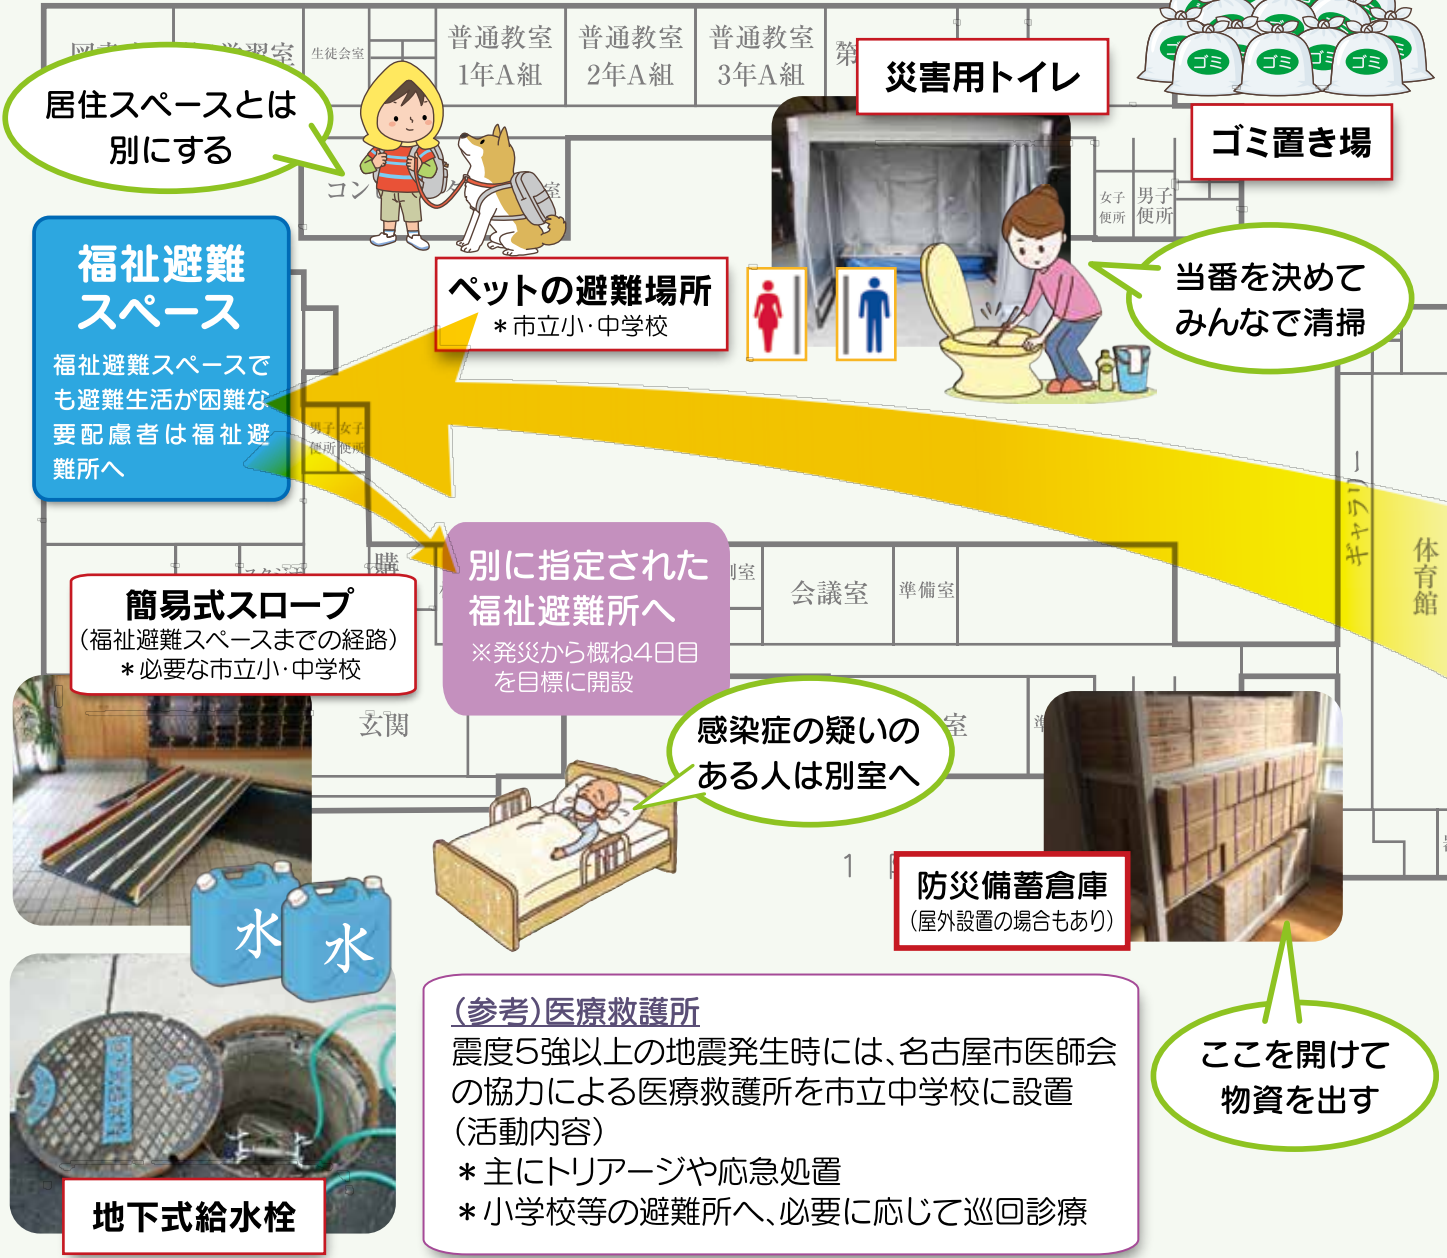 生徒会室
普通教室
1年A組
普通教室
2年A組
普通教室
3年A組
第
災害用トイレ
ゴミ
ゴミ
ゴミ
ゴミ
ゴミ置き場
居住スペースとは
別にする
コン
室
女子
便所
男子
便所
福祉避難
スペース
福祉避難スペースで
も避難生活が困難な
要配慮者は福祉避
難所へ
ペットの避難場所
＊市立小・中学校
当番を決めて
みんなで清掃
男子
便所
女子
便所
ギャラリー
体育館
購
別に指定された
福祉避難所へ
※発災から概ね4日目
を目標に開設
会議室
準備室
簡易式スロープ
(福祉避難スペースまでの経路)
＊必要な市立小・中学校
玄関
感染症の疑いの
ある人は別室へ
室
1
防災備蓄倉庫
(屋外設置の場合もあり)
水
水
ここを開けて
物資を出す
(参考)医療救護所
震度5強以上の地震発生時には、名古屋市医師会
の協力による医療救護所を市立中学校に設置
(活動内容)
＊主にトリアージや応急処置
＊小学校等の避難所へ、必要に応じて巡回診療
地下式給水栓